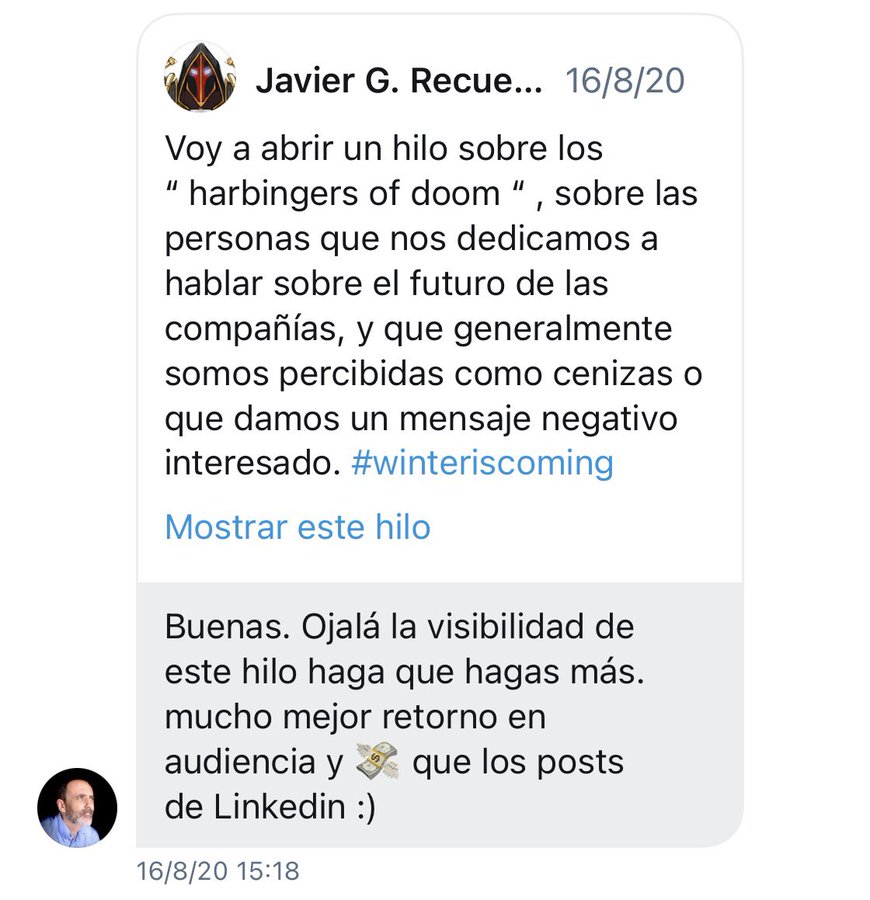 Javier G. Recue... 16/8/20
Voy a abrir un hilo sobre los
“ harbingers of doom “ , sobre las
personas que nos dedicamos a
hablar sobre el futuro de las
compañías, y que generalmente
somos percibidas como cenizas o
que damos un mensaje negativo
interesado. #winteriscoming
Mostrar este hilo
Buenas. Ojalá la visibilidad de
este hilo haga que hagas más.
mucho mejor retorno en
audiencia y 💸 que los posts
de Linkedin :)
16/8/20 15:18